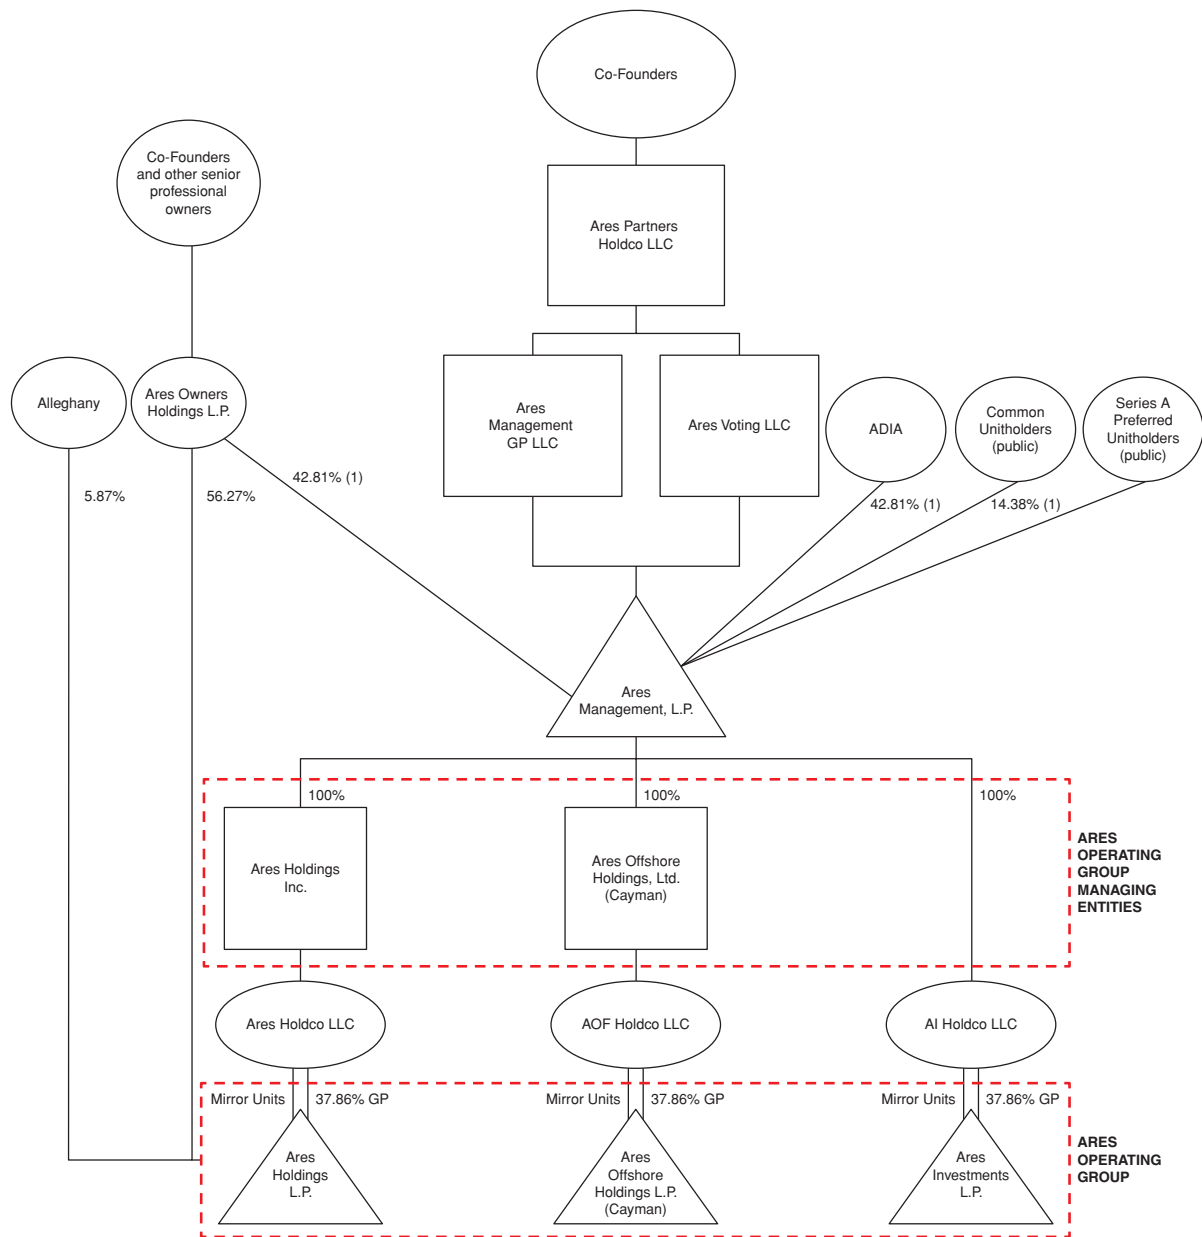 Co-Founders
Co-Founders
and other senior
professional
owners
Ares Partners
Holdco LLC
Alleghany
Ares Owners
Holdings L.P.
Ares
Management
GP LLC
Ares Voting LLC
ADIA
Common
Unitholders
(public)
Series A
Preferred
Unitholders
(public)
5.87%
56.27%
42.81% (1)
42.81% (1)
14.38% (1)
Ares
Management, L.P.
100%
100%
100%
Ares Holdings
Inc.
Ares Offshore
Holdings, Ltd.
(Cayman)
ARES
OPERATING
GROUP
MANAGING
ENTITIES
Ares Holdco LLC
AOF Holdco LLC
AI Holdco LLC
Mirror Units
37.86% GP
Mirror Units
37.86% GP
Mirror Units
37.86% GP
Ares
Holdings
L.P.
Ares
Offshore
Holdings L.P.
(Cayman)
Ares
Investments
L.P.
ARES
OPERATING
GROUP